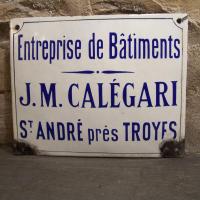 Entreprise de Bâtiments
J.M. CALÉGARI
ST ANDRÉ près TROYES